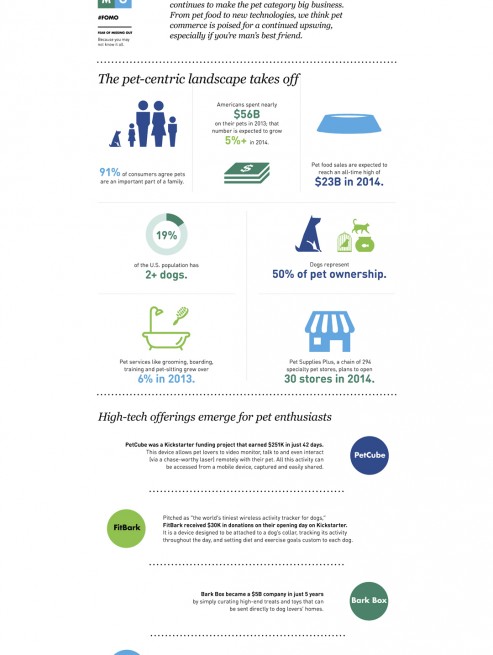 continues to make the pet category big business.
From pet food to new technologies, we think pet
commerce is poised for a continued upswing,
especially if you're man's best friend.
#FOMO
FEAR OF MISSING OUT
Because you may
not know it all.
The pet-centric landscape takes off
91% of consumers agree pets
are an important part of a family.
Americans spent nearly
$56B
on their pets in 2013; that
number is expected to grow
5%+ in 2014.
Pet food sales are expected to
reach an all-time high of
$23B in 2014.
19%
of the U.S. population has
2+ dogs.
Dogs represent
50% of pet ownership.
Pet services like grooming, boarding,
training and pet-sitting grew over
6% in 2013.
Pet Supplies Plus, a chain of 294
specialty pet stores, plans to open
30 stores in 2014.
High-tech offerings emerge for pet enthusiasts
PetCube was a Kickstarter funding project that earned $251K in just 42 days.
This device allows pet lovers to video monitor, talk to and even interact
(via a chase-worthy laser) remotely with their pet. All this activity can
be accessed from a mobile device, captured and easily shared.
PetCube
FitBark
Pitched as "the world's tiniest wireless activity tracker for dogs,"
FitBark received $30K in donations on their opening day on Kickstarter.
It is a device designed to be attached to a dog's collar, tracking its activity
throughout the day, and setting diet and exercise goals custom to each dog.
Bark Box became a $5B company in just 5 years
by simply curating high-end treats and toys that can
be sent directly to dog lovers' homes.
Bark Box